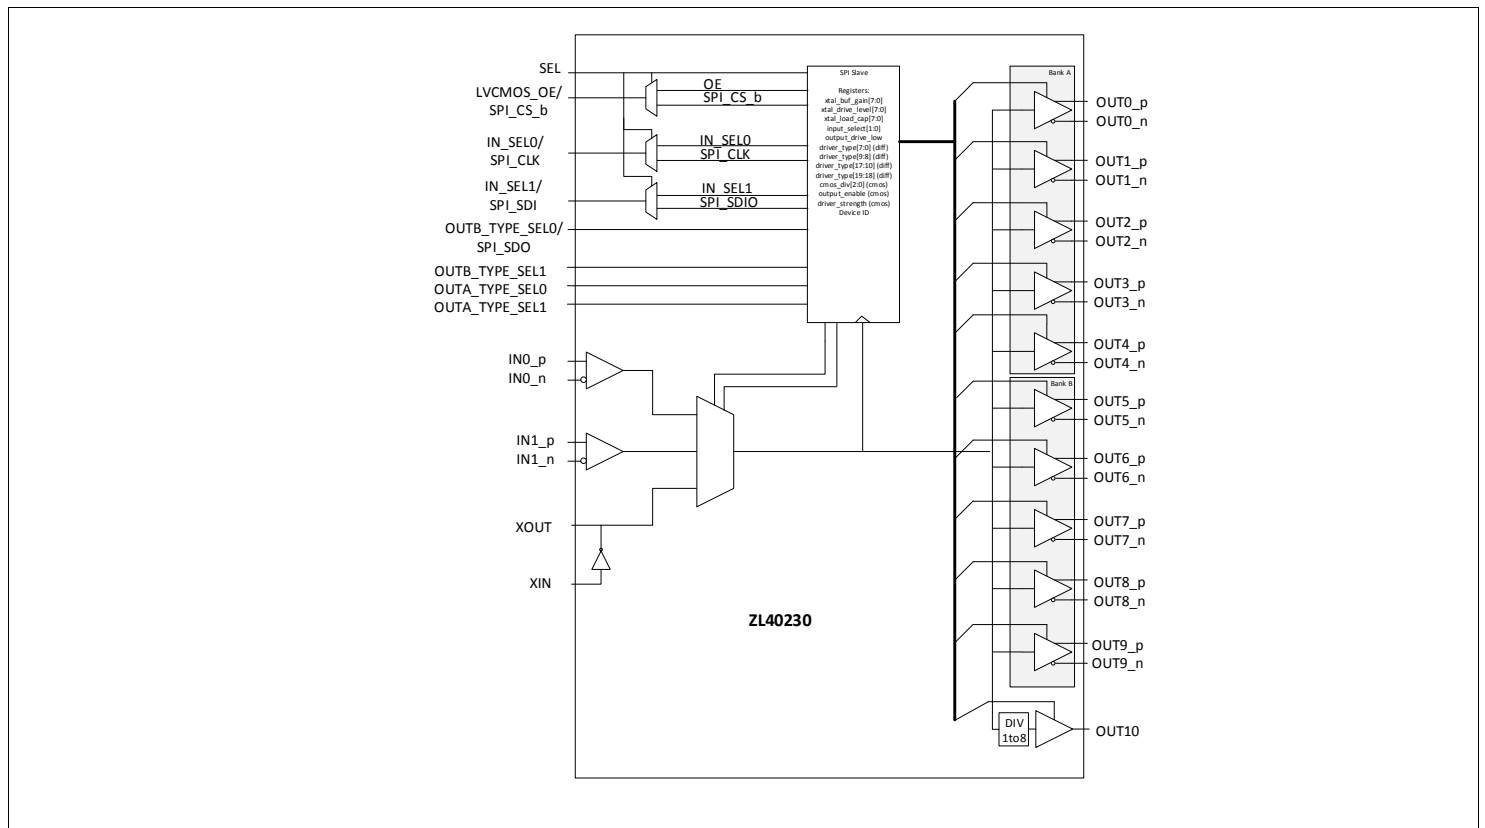 SEL
LVCMOS_OE/
SPI_CS_b
IN_SEL0/
SPI_CLK
IN_SEL1/
SPI_SDI
OUTB_TYPE_SEL0/
SPI_SDO
OUTB_TYPE_SEL1
OUTA_TYPE_SEL0
OUTA_TYPE_SEL1
IN0_p
IN0_n
IN1_p
IN1_n
XOUT
XIN
OE
SPI_CS_b
IN_SEL0
SPI_CLK
IN_SEL1
SPI_SDIO
SPI Slave
Registers:
xtal_buf_gain[7:0]
xtal_drive_level[7:0]
xtal_load_cap[7:0]
input_select[1:0]
output_drive_low
driver_type[7:0] (diff)
driver_type[9:8] (diff)
driver_type[17:10] (diff)
driver_type[19:18] (diff)
cmos_div[2:0] (cmos)
output_enable (cmos)
driver_strength (cmos)
Device ID
ZL40230
Bank A
OUT0_p
OUT0_n
OUT1_p
OUT1_n
OUT2_p
OUT2_n
OUT3_p
OUT3_n
OUT4_p
OUT4_n
Bank B
OUT5_p
OUT5_n
OUT6_p
OUT6_n
OUT7_p
OUT7_n
OUT8_p
OUT8_n
OUT9_p
OUT9_n
DIV
1to8
OUT10